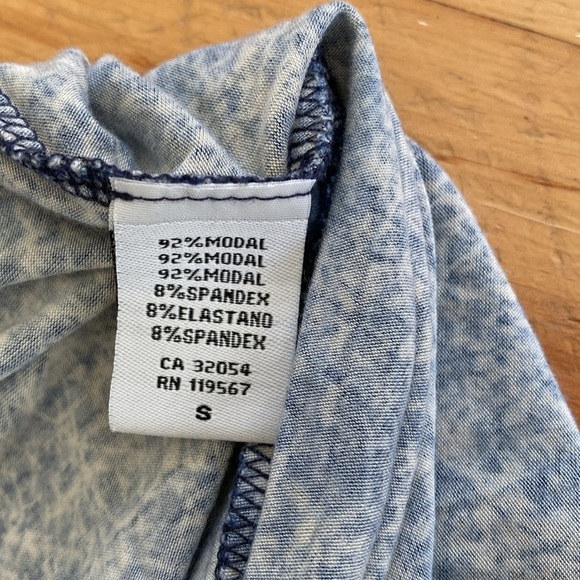 92%MODAL
92%MODAL
92%MODAL
8%SPANDEX
8%ELASTANO
8%SPANDEX
CA 32054
RN 119567
S